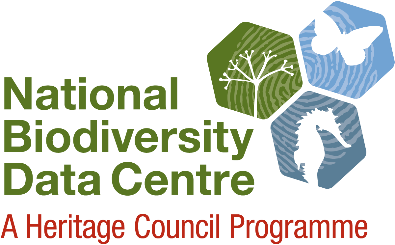 National
Biodiversity
Data Centre
A Heritage Council Programme